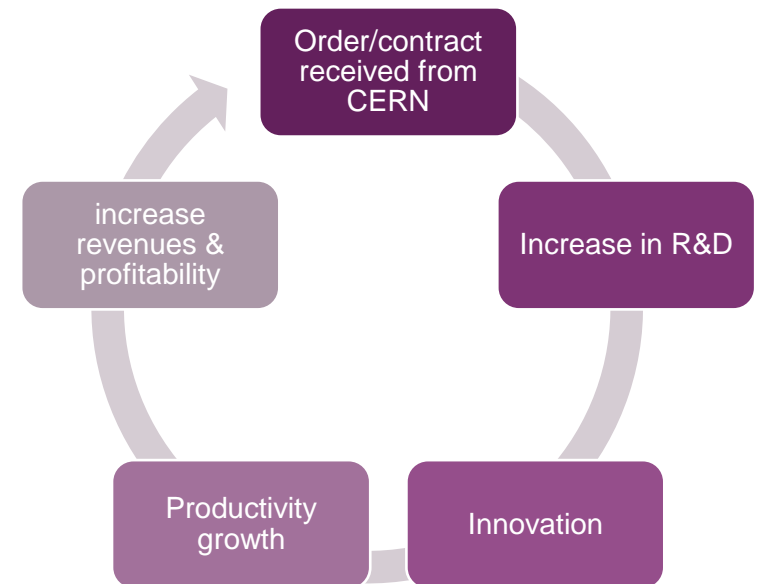 Order/contract
received from
CERN
Increase in R&D
Innovation
Productivity
growth
increase
revenues &
profitability